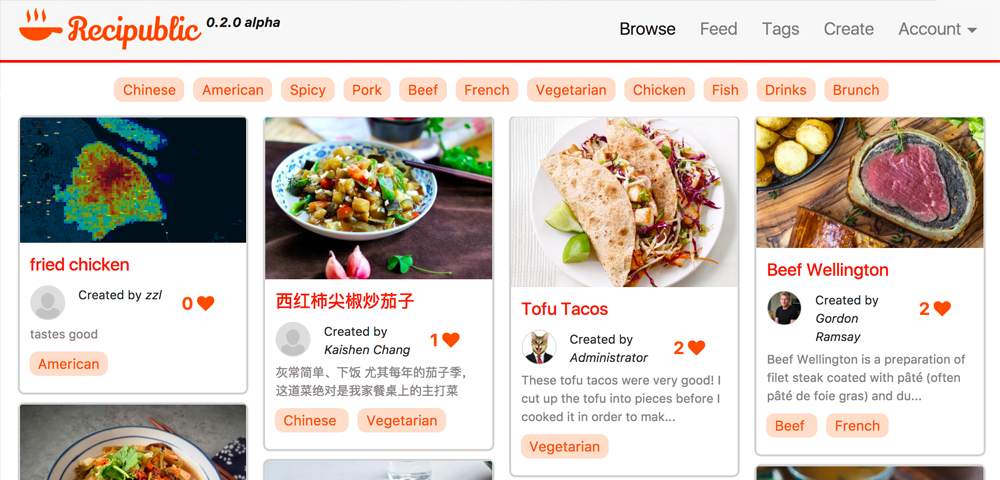 Recipublic 0.2.0 alpha
Browse Feed Tags Create Account
Chinese American Spicy Pork Beef French Vegetarian Chicken Fish Drinks Brunch
fried chicken
Created by zzl
0
tastes good
American
西红柿尖椒炒茄子
Created by
Kaishen Chang
1
灰常简单、下饭 尤其每年的茄子季，
这道菜绝对是我家餐桌上的主打菜
Chinese Vegetarian
Tofu Tacos
Created by
Administrator
2
These tofu tacos were very good! I
cut up the tofu into pieces before I
cooked it in order to mak...
Vegetarian
Beef Wellington
Created by
Gordon
Ramsay
2
Beef Wellington is a preparation of
filet steak coated with pâté (often
pâté de foie gras) and du...
Beef French